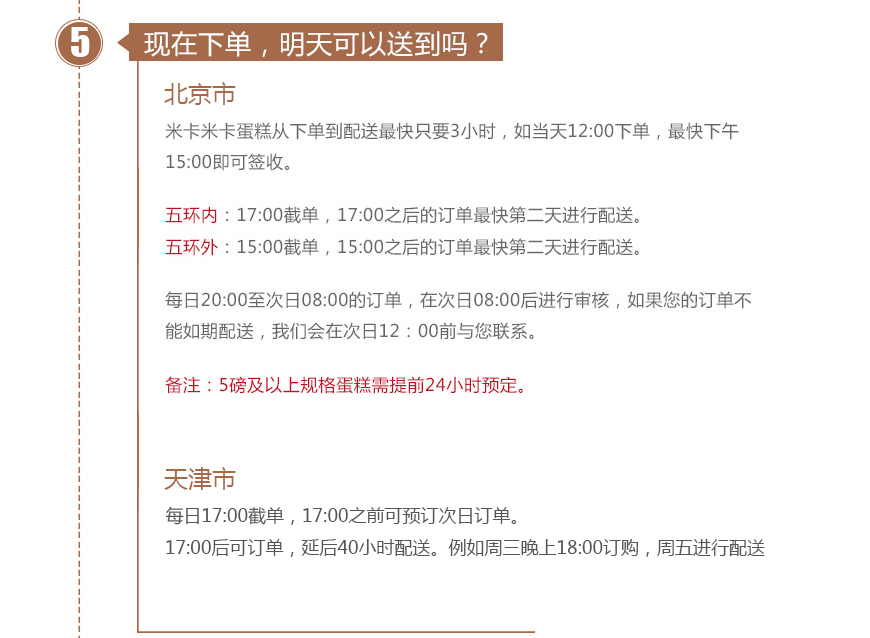 5
现在下单，明天可以送到吗？
北京市
米卡米卡蛋糕从下单到配送最快只要3小时，如当天12:00下单，最快下午
15:00即可签收。
五环内：17:00截单，17:00之后的订单最快第二天进行配送。
五环外：15:00截单，15:00之后的订单最快第二天进行配送。
每日20:00至次日08:00的订单，在次日08:00后进行审核，如果您的订单不
能如期配送，我们会在次日12：00前与您联系。
备注：5磅及以上规格蛋糕需提前24小时预定。
天津市
每日17:00截单，17:00之前可预订次日订单。
17:00后可订单，延后40小时配送。例如周三晚上18:00订购，周五进行配送